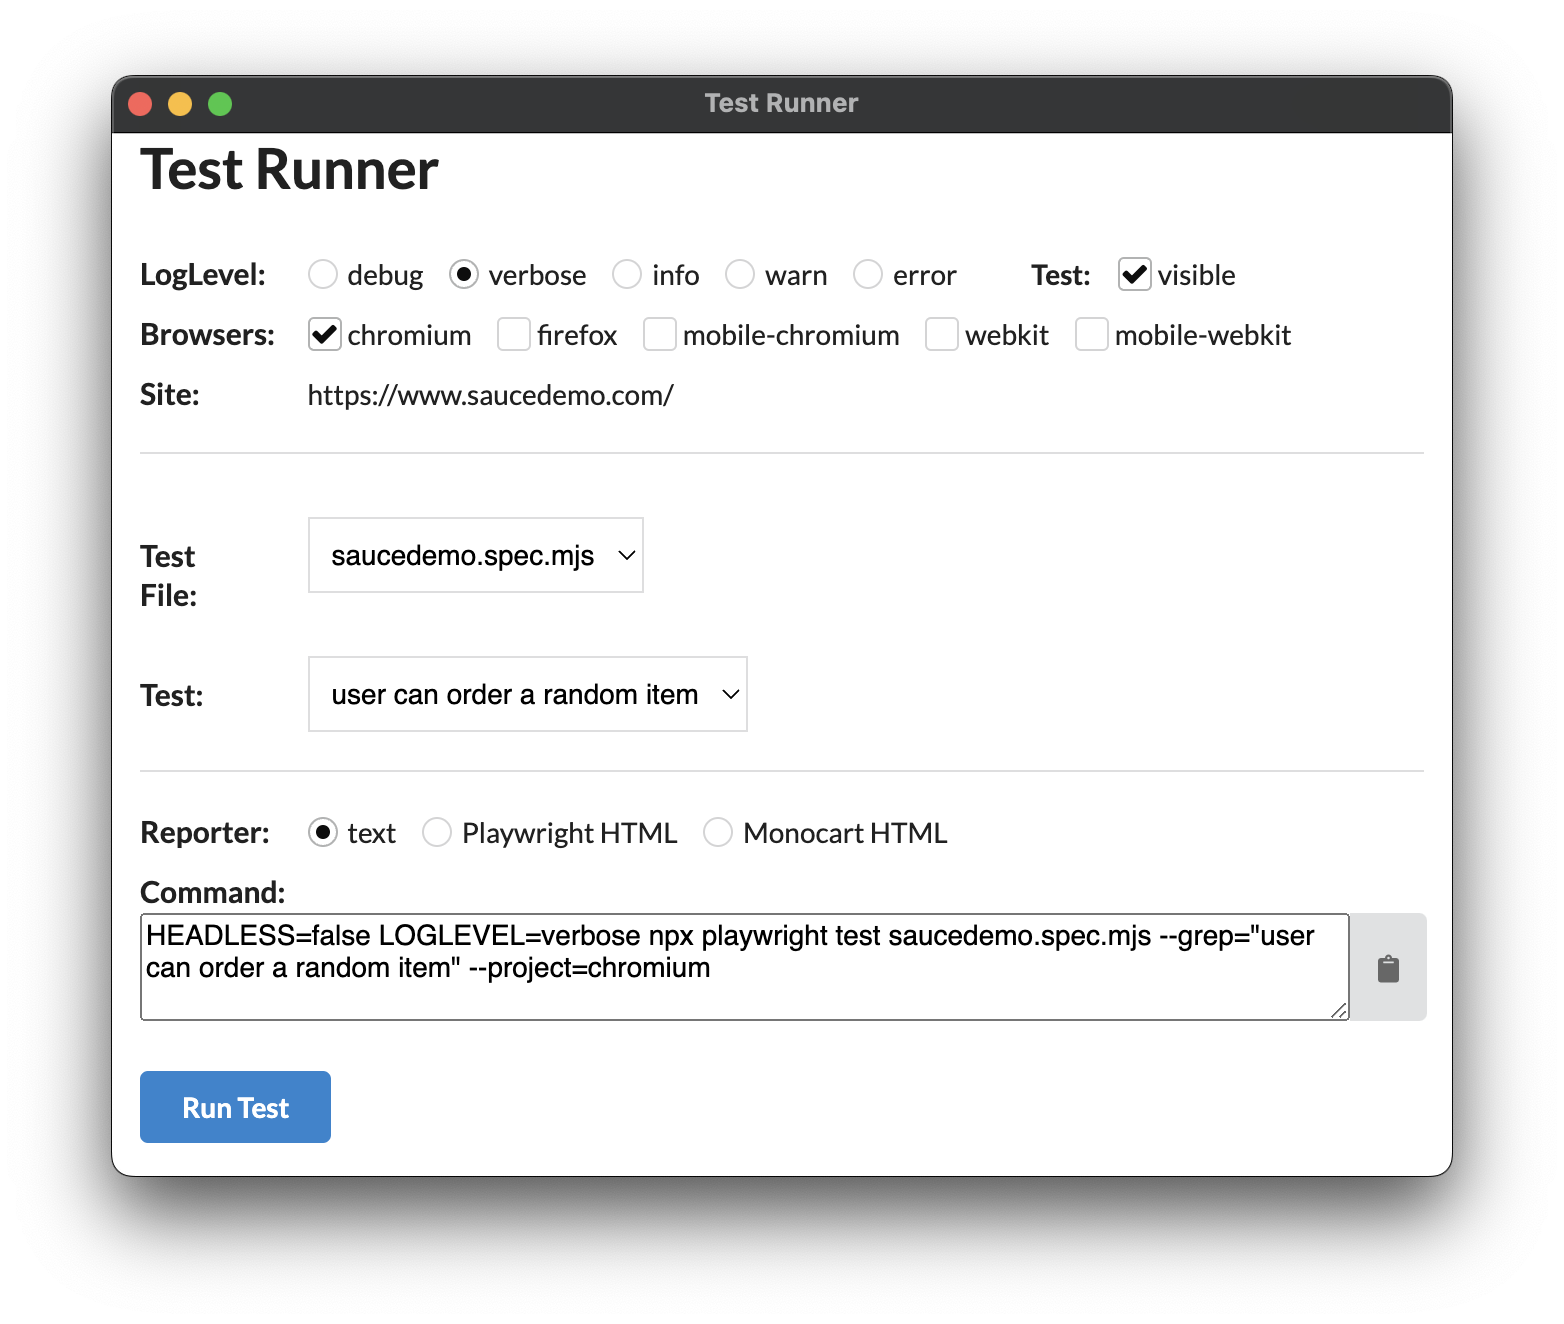 Test Runner
Test Runner
LogLevel: debug verbose info warn error Test: visible
Browsers: chromium firefox mobile-chromium webkit mobile-webkit
Site: https://www.saucedemo.com/
Test
File:
saucedemo.spec.mjs
Test: user can order a random item
Reporter: text Playwright HTML Monocart HTML
Command:
HEADLESS=false LOGLEVEL=verbose npx playwright test saucedemo.spec.mjs --grep="user
can order a random item" --project=chromium
Run Test